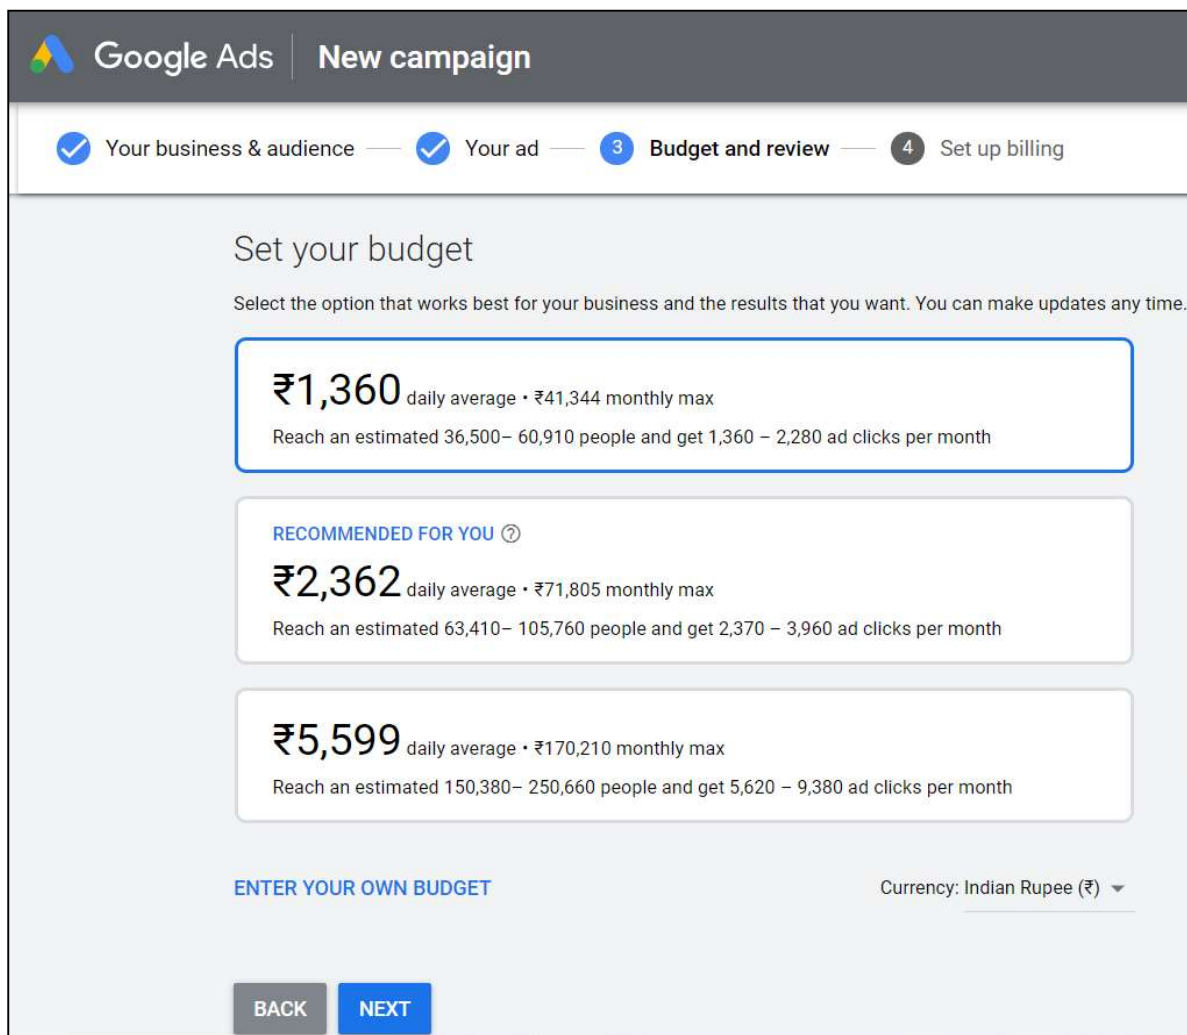 Google Ads New campaign
Your business & audience Your ad 3 Budget and review 4 Set up billing
Set your budget
Select the option that works best for your business and the results that you want. You can make updates any time.
₹1,360 daily average • ₹41,344 monthly max
Reach an estimated 36,500– 60,910 people and get 1,360 – 2,280 ad clicks per month
RECOMMENDED FOR YOU ?
₹2,362 daily average • ₹71,805 monthly max
Reach an estimated 63,410– 105,760 people and get 2,370 – 3,960 ad clicks per month
₹5,599 daily average • ₹170,210 monthly max
Reach an estimated 150,380– 250,660 people and get 5,620 – 9,380 ad clicks per month
ENTER YOUR OWN BUDGET Currency: Indian Rupee (₹)
BACK NEXT